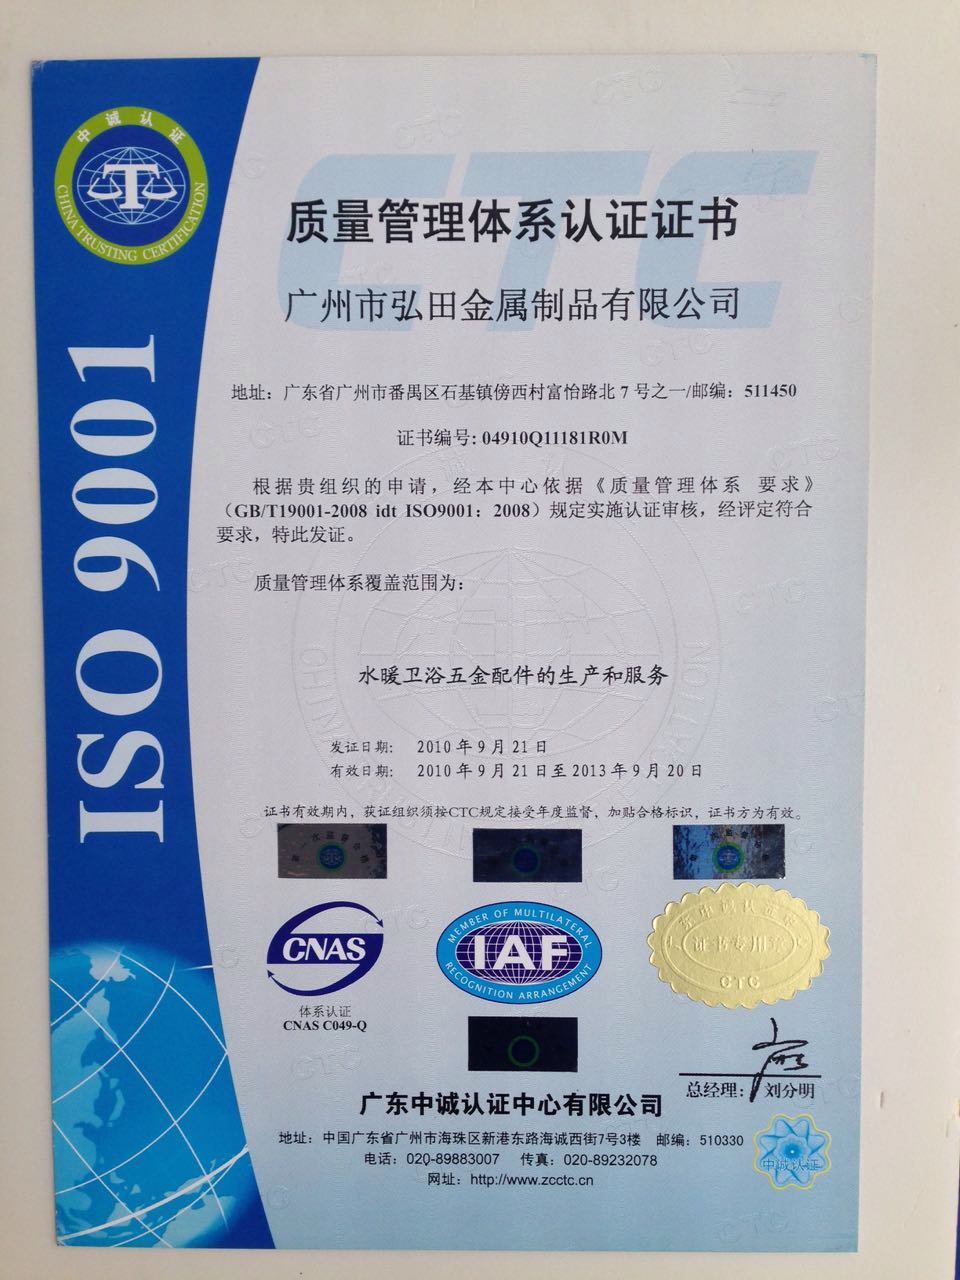 中诚认证
CHINA TRUSTING CERTIFICATION
ISO 9001
CTC
质量管理体系认证证书
广州市弘田金属制品有限公司
地址：广东省广州市番禺区石基镇傍西村富怡路北 7 号之一/邮编：511450
证书编号: 04910Q11181R0M
根据贵组织的申请，经本中心依据《质量管理体系 要求》
（GB/T19001-2008 idt ISO9001：2008）规定实施认证审核，经评定符合
要求，特此发证。
质量管理体系覆盖范围为：
水暖卫浴五金配件的生产和服务
发证日期： 2010 年 9 月 21 日
有效日期： 2010 年 9 月 21 日至 2013 年 9 月 20 日
证书有效期内，获证组织须按CTC规定接受年度监督、加贴合格标识，证书方为有效。
CNAS
体系认证
CNAS C049-Q
MEMBER OF MULTILATERAL
IAF
RECOGNITION ARRANGEMENT
证书专用章
CTC
总经理： 刘分明
广东中诚认证中心有限公司
地址：中国广东省广州市海珠区新港东路海诚西街7号3楼 邮编：510330
电话：020-89883007 传真：020-89232078
网址：http://www.zcctc.cn
中诚认证